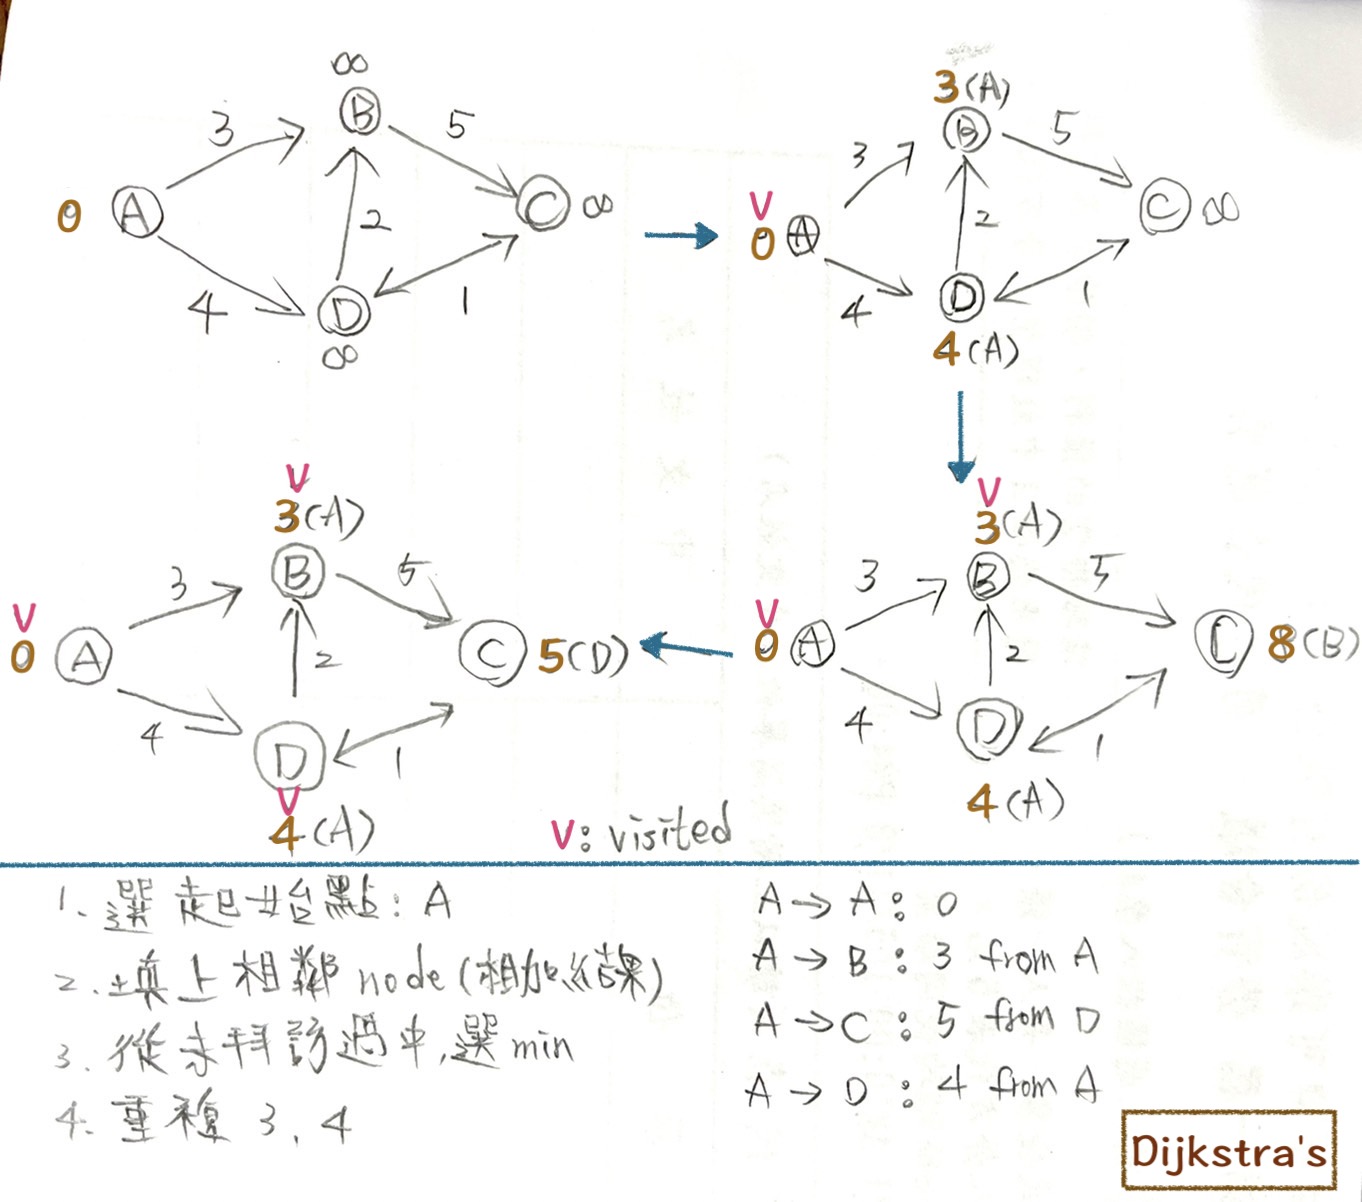 ∞
B
3
5
0
A
C
∞
2
4
D
1
∞
3(A)
B
5
3
V
0
A
C
∞
2
4
D
1
4(A)
V
3(A)
B
3
5
V
0
A
C
5(D)
2
4
D
1
V
4(A)
V
3(A)
B
3
5
V
0
A
C
8(B)
2
4
D
1
4(A)
V: visited
1. 選起始點: A
2. 填上相鄰 node (相加結果)
3. 從未拜訪過中, 選 min
4. 重複 3、4
A→A: 0
A→B: 3 from A
A→C: 5 from D
A→D: 4 from A
Dijkstra's